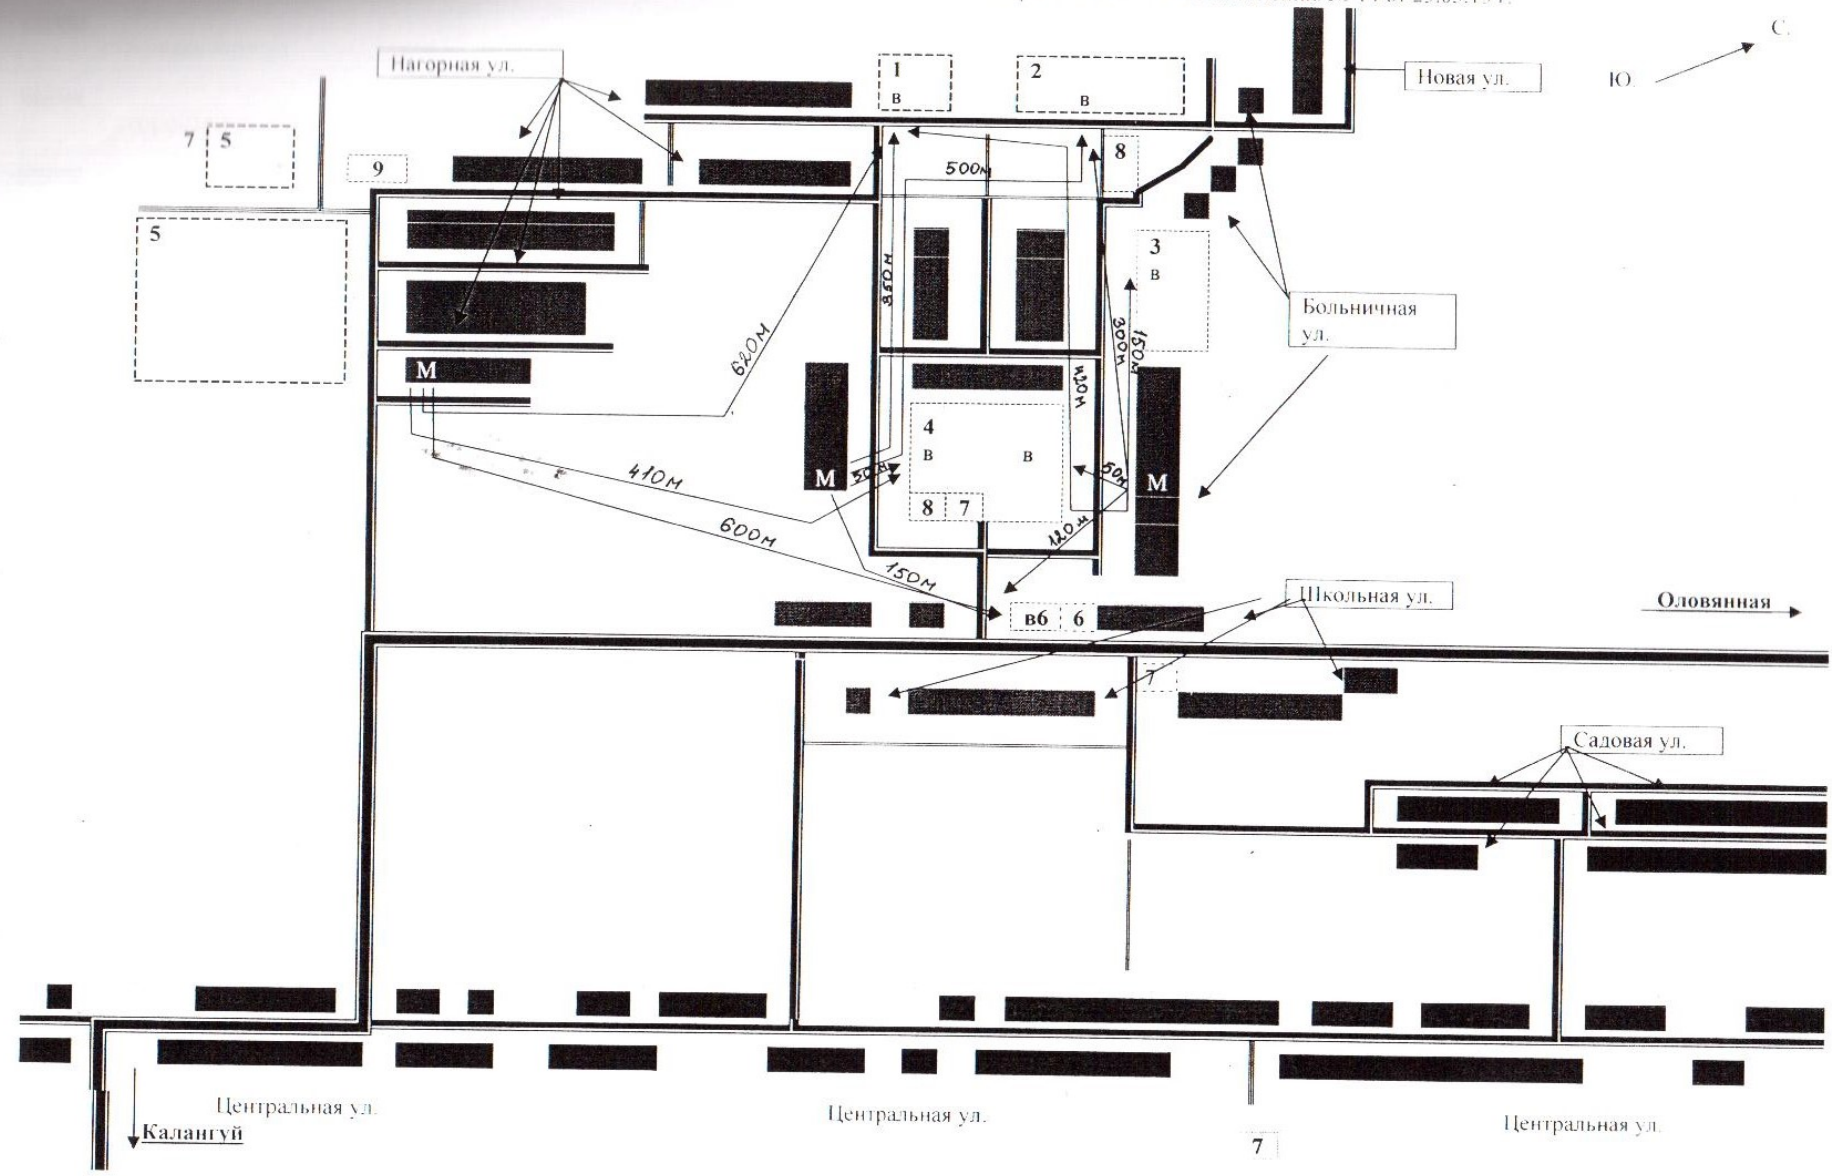 С.
Нагорная ул.
1
в
2
в
Новая ул.
Ю.
7
5
9
8
500м
5
3
в
850м
Больничная
ул.
300м
150м
620м
М
420м
4
в
в
М
50м
50м
М
410м
8
7
600м
120м
150м
Школьная ул.
Оловянная
в6
6
7
Садовая ул.
Центральная ул.
Калангуй
Центральная ул.
Центральная ул.
7